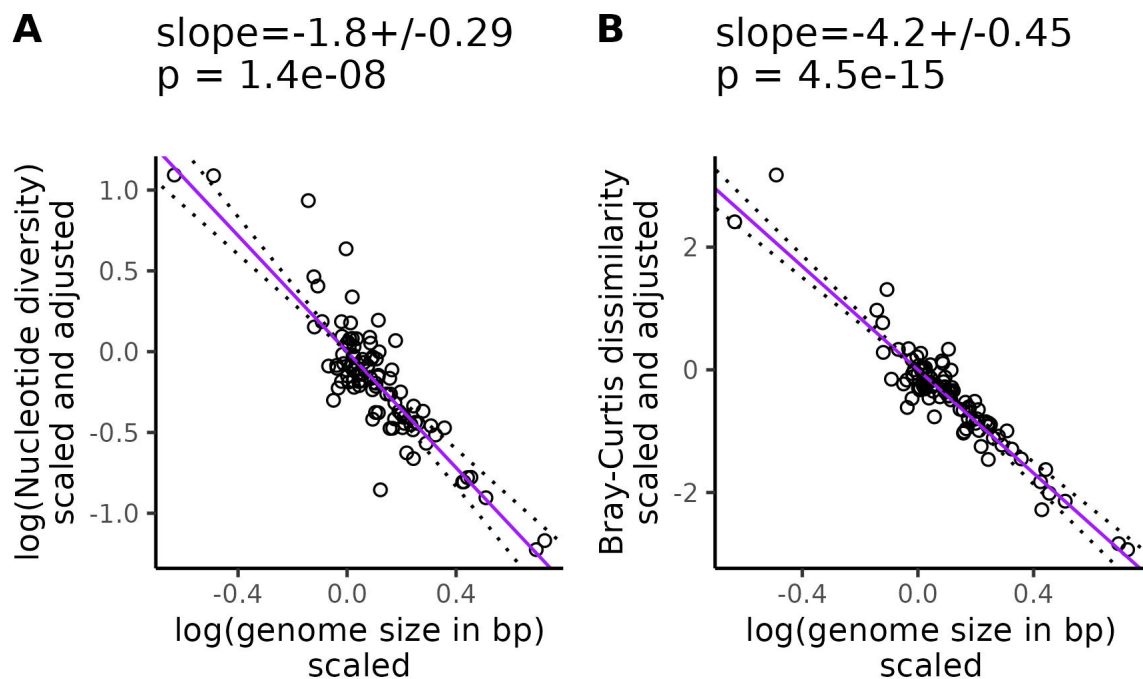 A
slope=-1.8+/-0.29
p = 1.4e-08
log(Nucleotide diversity)
scaled and adjusted
1.0
0.5
0.0
-0.5
-1.0
-0.4
0.0
0.4
log(genome size in bp)
scaled
B
slope=-4.2+/-0.45
p = 4.5e-15
Bray-Curtis dissimilarity
scaled and adjusted
2
0
-2
-0.4
0.0
0.4
log(genome size in bp)
scaled